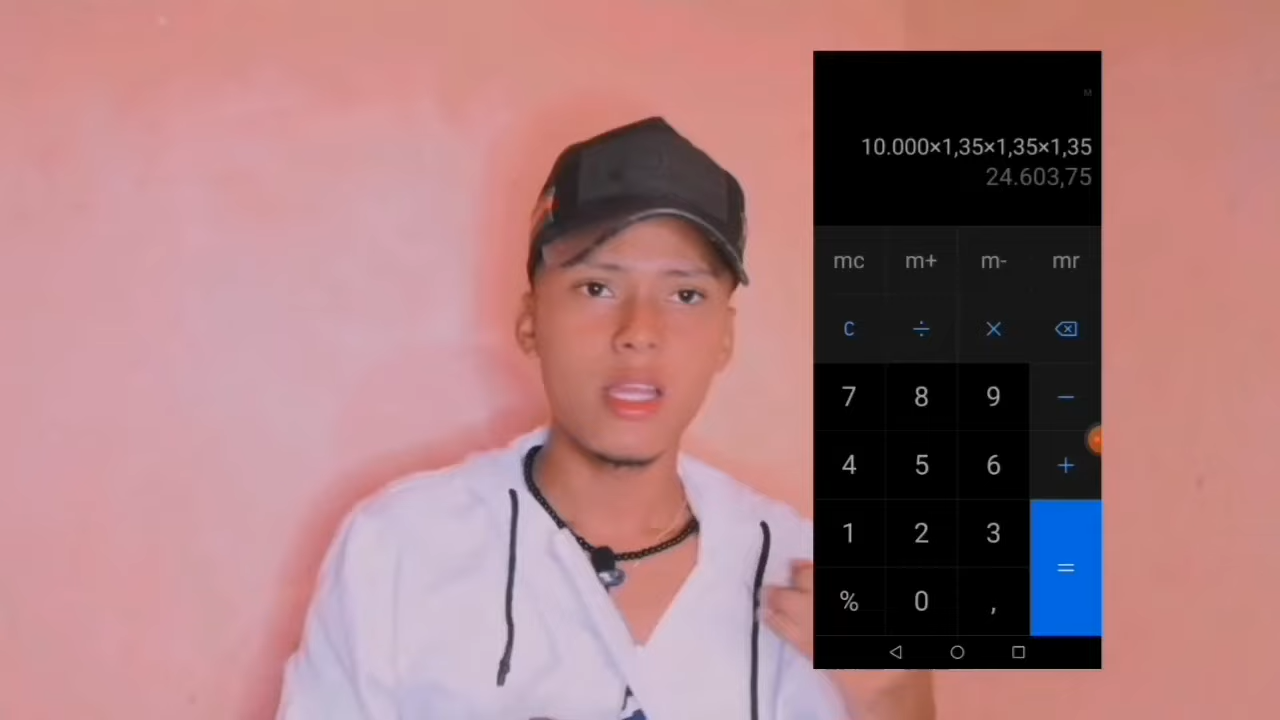 M
10.000×1,35×1,35×1,35
24.603,75
mc m+ m- mr
C ÷ ×
7 8 9 −
4 5 6 +
1 2 3
% 0 , =